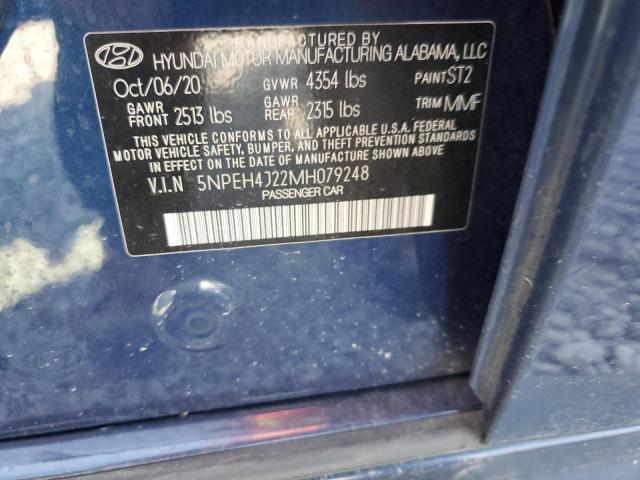 MANUFACTURED BY
HYUNDAI MOTOR MANUFACTURING ALABAMA, LLC
Oct/06/20 GVWR 4354 lbs PAINT ST2
GAWR FRONT 2513 lbs GAWR REAR 2315 lbs TRIM MMF
THIS VEHICLE CONFORMS TO ALL APPLICABLE U.S.A. FEDERAL
MOTOR VEHICLE SAFETY, BUMPER, AND THEFT PREVENTION STANDARDS
IN EFFECT ON THE DATE OF MANUFACTURE SHOWN ABOVE.
V.I.N 5NPEH4J22MH079248
PASSENGER CAR